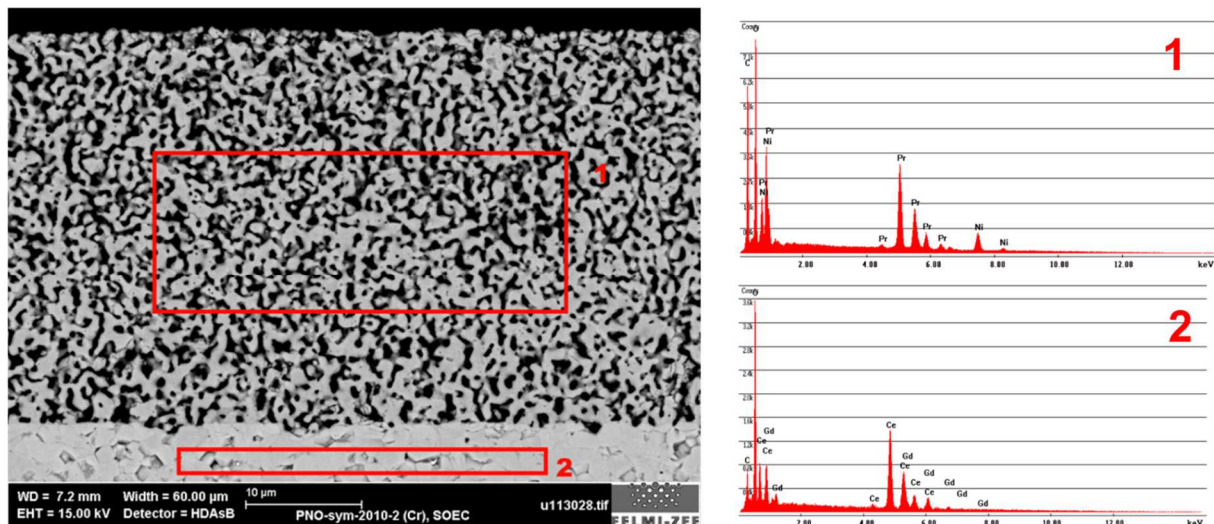 1
2
WD = 7.2 mm Width = 60.00 µm 10 µm u113028.tif
EHT = 15.00 kV Detector = HDAsB PNO-sym-2010-2 (Cr), SOEC FELMI-ZFE
1
C O
Pr
Ni
Pr
Ni
Pr
Pr
Pr
Pr
Pr
Ni
Ni
2.00 4.00 6.00 8.00 10.00 12.00 keV
2
O
C
Ce
Gd
Ce
Gd
Ce
Ce
Gd
Ce
Gd
Ce
Gd
Ce
Gd
Gd
Gd
2.00 4.00 6.00 8.00 10.00 12.00 keV